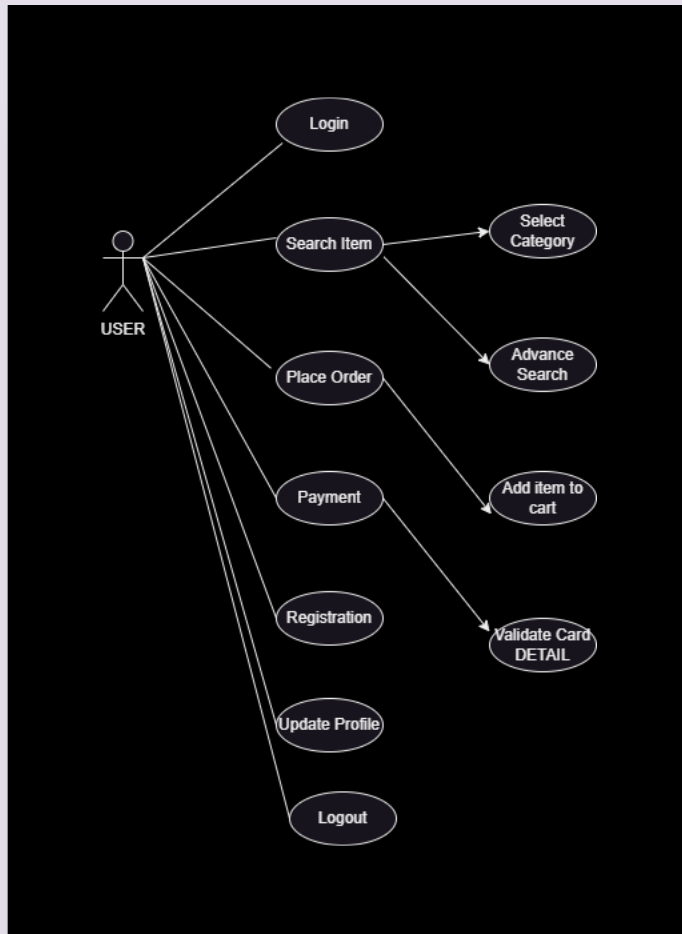 Login
Search Item
Select
Category
USER
Place Order
Advance
Search
Payment
Add item to
cart
Registration
Validate Card
DETAIL
Update Profile
Logout